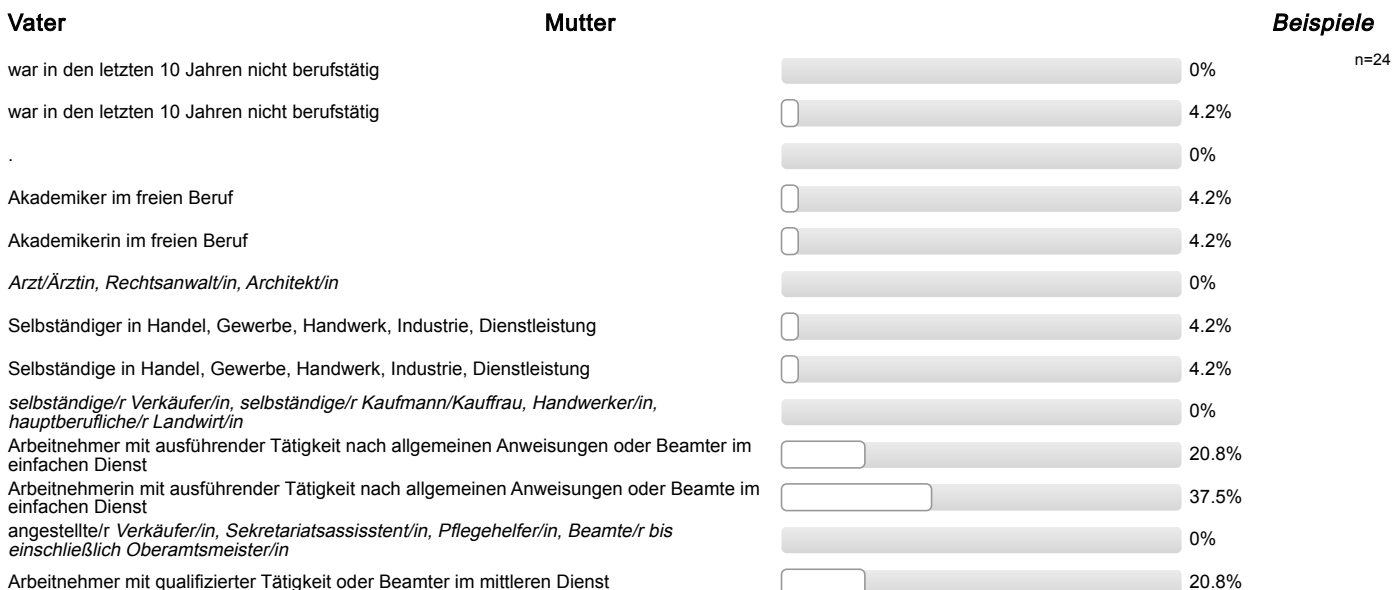 Vater Mutter Beispiele
n=24
war in den letzten 10 Jahren nicht berufstätig 0%
war in den letzten 10 Jahren nicht berufstätig 4.2%
. 0%
Akademiker im freien Beruf 4.2%
Akademikerin im freien Beruf 4.2%
Arzt/Ärztin, Rechtsanwalt/in, Architekt/in 0%
Selbständiger in Handel, Gewerbe, Handwerk, Industrie, Dienstleistung 4.2%
Selbständige in Handel, Gewerbe, Handwerk, Industrie, Dienstleistung 4.2%
selbständige/r Verkäufer/in, selbständige/r Kaufmann/Kauffrau, Handwerker/in,
hauptberufliche/r Landwirt/in 0%
Arbeitnehmer mit ausführender Tätigkeit nach allgemeinen Anweisungen oder Beamter im
einfachen Dienst 20.8%
Arbeitnehmerin mit ausführender Tätigkeit nach allgemeinen Anweisungen oder Beamte im
einfachen Dienst 37.5%
angestellte/r Verkäufer/in, Sekretariatsassisstent/in, Pflegehelfer/in, Beamte/r bis
einschließlich Oberamtsmeister/in 0%
Arbeitnehmer mit qualifizierter Tätigkeit oder Beamter im mittleren Dienst 20.8%